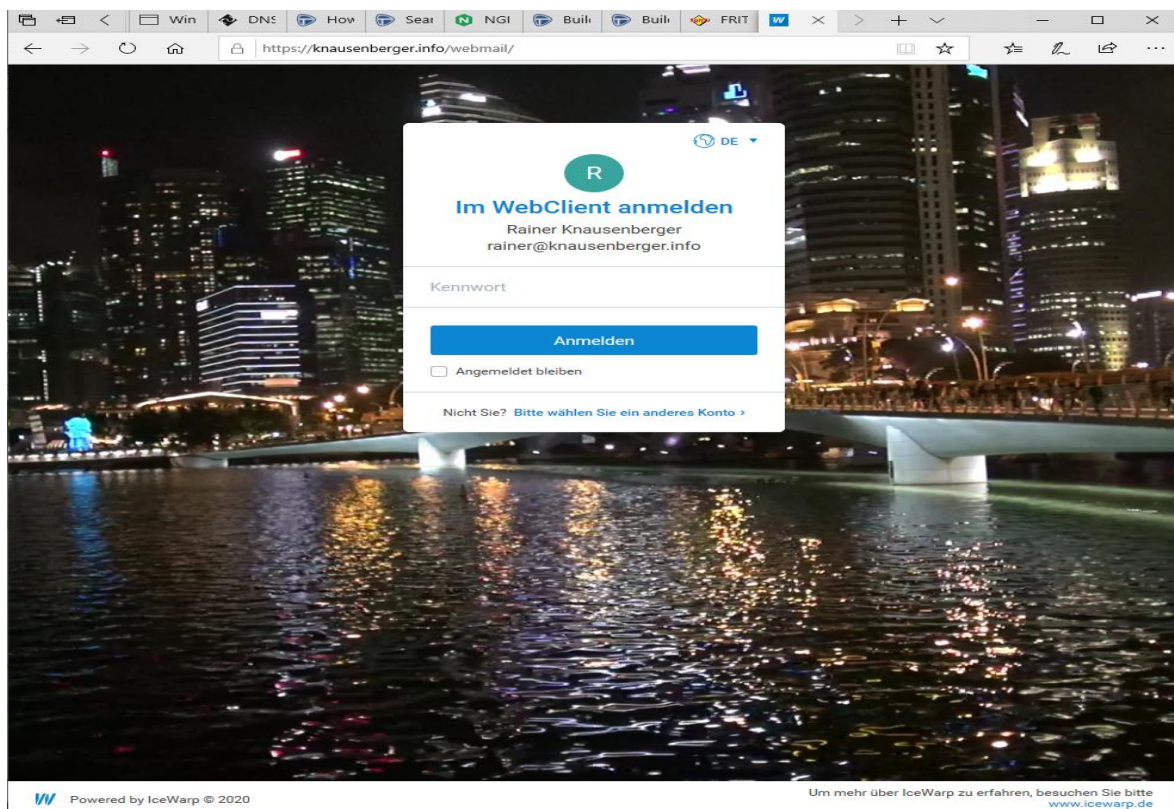 Win
DNS
How
Sear
NGI
Buil
Buil
FRIT
W
https://knausenberger.info/webmail/
DE
R
Im WebClient anmelden
Rainer Knausenberger
rainer@knausenberger.info
Kennwort
Anmelden
Angemeldet bleiben
Nicht Sie? Bitte wählen Sie ein anderes Konto ›
W Powered by IceWarp © 2020
Um mehr über IceWarp zu erfahren, besuchen Sie bitte
www.icewarp.de